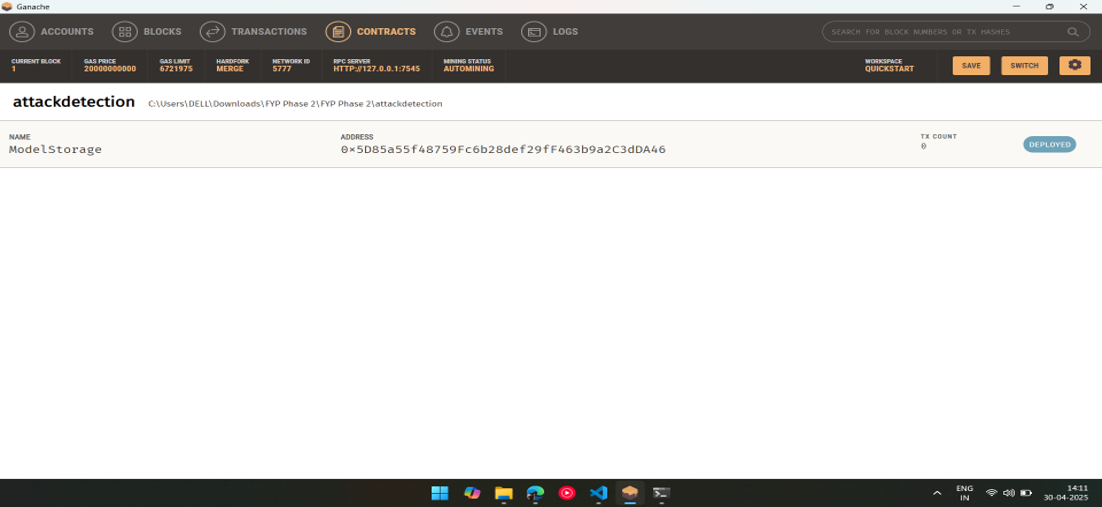 Ganache
ACCOUNTS BLOCKS TRANSACTIONS CONTRACTS EVENTS LOGS SEARCH FOR BLOCK NUMBERS OR TX HASHES
CURRENT BLOCK GAS PRICE GAS LIMIT HARDFORK NETWORK ID RPC SERVER MINING STATUS WORKSPACE
1 20000000000 6721975 MERGE 5777 HTTP://127.0.0.1:7545 AUTOMINING QUICKSTART SAVE SWITCH
attackdetection C:\Users\DELL\Downloads\FYP Phase 2\FYP Phase 2\attackdetection
NAME ADDRESS TX COUNT
ModelStorage 0×5D85a55f48759Fc6b28def29fF463b9a2C3dDA46 0 DEPLOYED
ENG 14:11
IN 30-04-2025